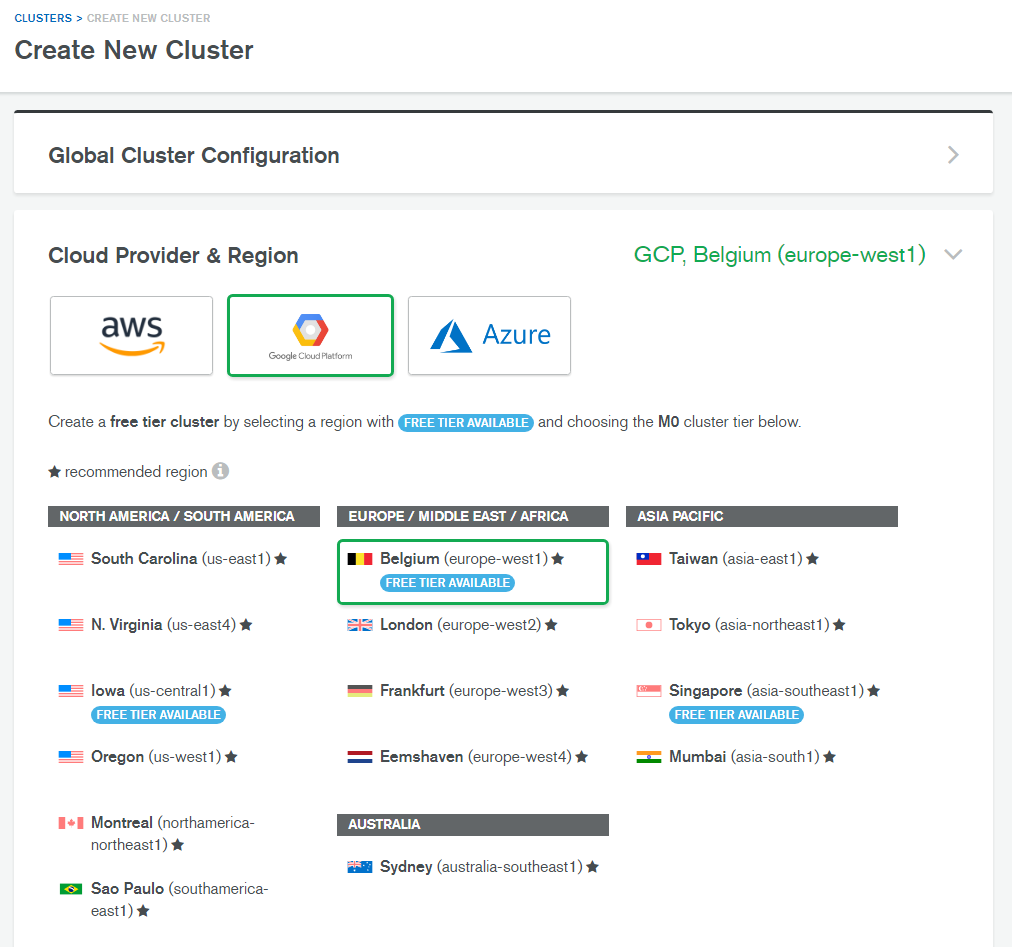 CLUSTERS > CREATE NEW CLUSTER
Create New Cluster
Global Cluster Configuration
Cloud Provider & Region
GCP, Belgium (europe-west1)
aws
Google Cloud Platform
Azure
Create a free tier cluster by selecting a region with FREE TIER AVAILABLE and choosing the M0 cluster tier below.
★ recommended region
NORTH AMERICA / SOUTH AMERICA
South Carolina (us-east1) ★
N. Virginia (us-east4) ★
Iowa (us-central1) ★
FREE TIER AVAILABLE
Oregon (us-west1) ★
Montreal (northamerica-
northeast1) ★
Sao Paulo (southamerica-
east1) ★
EUROPE / MIDDLE EAST / AFRICA
Belgium (europe-west1) ★
FREE TIER AVAILABLE
London (europe-west2) ★
Frankfurt (europe-west3) ★
Eemshaven (europe-west4) ★
AUSTRALIA
Sydney (australia-southeast1) ★
ASIA PACIFIC
Taiwan (asia-east1) ★
Tokyo (asia-northeast1) ★
Singapore (asia-southeast1) ★
FREE TIER AVAILABLE
Mumbai (asia-south1) ★